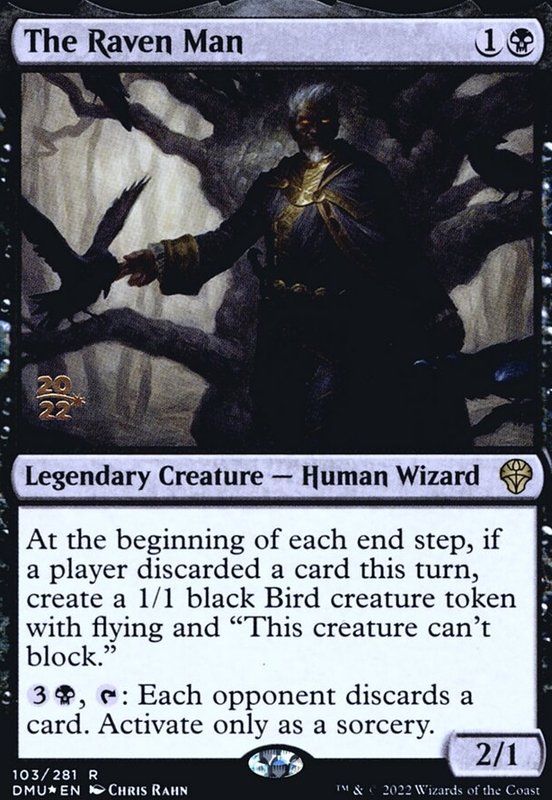 The Raven Man 1
20
22
Legendary Creature — Human Wizard
At the beginning of each end step, if
a player discarded a card this turn,
create a 1/1 black Bird creature token
with flying and “This creature can’t
block.”
3 , : Each opponent discards a
card. Activate only as a sorcery.
2/1
103/281 R
DMU★EN Chris Rahn
™ & © 2022 Wizards of the Coast